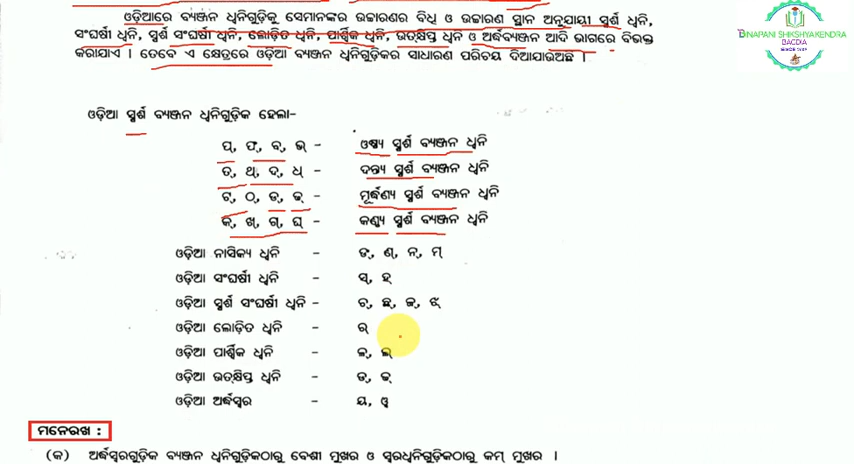 ଓଡ଼ିଆରେ ବ୍ୟଞ୍ଜନ ଧ୍ୱନିଗୁଡ଼ିକୁ ସେମାନଙ୍କର ଉଚ୍ଚାରଣର ବିଧି ଓ ଉଚ୍ଚାରଣ ସ୍ଥାନ ଅନୁଯାୟୀ ସ୍ପର୍ଶ ଧ୍ୱନି,
ସଂଘର୍ଷୀ ଧ୍ୱନି, ସ୍ପର୍ଶ ସଂଘର୍ଷୀ ଧ୍ୱନି, ଲୋଡ଼ିତ ଧ୍ୱନି, ପାର୍ଶ୍ୱିକ ଧ୍ୱନି, ଉତ୍‌କ୍ଷିପ୍ତ ଧ୍ୱନି ଓ ଅର୍ଦ୍ଧବ୍ୟଞ୍ଜନ ଆଦି ଭାଗରେ ବିଭକ୍ତ
କରାଯାଏ । ତେବେ ଏ କ୍ଷେତ୍ରରେ ଓଡ଼ିଆ ବ୍ୟଞ୍ଜନ ଧ୍ୱନିଗୁଡ଼ିକର ସାଧାରଣ ପରିଚୟ ଦିଆଯାଉଅଛି ।
BINAPANI SHIKSHYAKENDRA
BAGDIA
ଓଡ଼ିଆ ସ୍ପର୍ଶ ବ୍ୟଞ୍ଜନ ଧ୍ୱନିଗୁଡ଼ିକ ହେଲା-
ପ୍, ଫ୍, ବ୍, ଭ୍ - ଓଷ୍ଠ୍ୟ ସ୍ପର୍ଶ ବ୍ୟଞ୍ଜନ ଧ୍ୱନି
ତ୍, ଥ୍, ଦ୍, ଧ୍ - ଦନ୍ତ୍ୟ ସ୍ପର୍ଶ ବ୍ୟଞ୍ଜନ ଧ୍ୱନି
ଟ୍, ଠ୍, ଡ୍, ଢ୍ - ମୂର୍ଦ୍ଧଣ୍ୟ ସ୍ପର୍ଶ ବ୍ୟଞ୍ଜନ ଧ୍ୱନି
କ୍, ଖ୍, ଗ୍, ଘ୍ - କଣ୍ଠ୍ୟ ସ୍ପର୍ଶ ବ୍ୟଞ୍ଜନ ଧ୍ୱନି
ଓଡ଼ିଆ ନାସିକ୍ୟ ଧ୍ୱନି - ଙ୍, ଣ୍, ନ୍, ମ୍
ଓଡ଼ିଆ ସଂଘର୍ଷୀ ଧ୍ୱନି - ସ୍, ହ୍
ଓଡ଼ିଆ ସ୍ପର୍ଶ ସଂଘର୍ଷୀ ଧ୍ୱନି - ଚ୍, ଛ୍, ଜ୍, ଝ୍
ଓଡ଼ିଆ ଲୋଡ଼ିତ ଧ୍ୱନି - ର୍
ଓଡ଼ିଆ ପାର୍ଶ୍ୱିକ ଧ୍ୱନି - ଳ୍, ଲ୍
ଓଡ଼ିଆ ଉତ୍‌କ୍ଷିପ୍ତ ଧ୍ୱନି - ଡ଼୍, ଢ଼୍
ଓଡ଼ିଆ ଅର୍ଦ୍ଧସ୍ୱର - ୟ, ୱ
ମନେରଖ :
(କ) ଅର୍ଦ୍ଧସ୍ୱରଗୁଡ଼ିକ ବ୍ୟଞ୍ଜନ ଧ୍ୱନିଗୁଡ଼ିକଠାରୁ ବେଶୀ ମୁଖର ଓ ସ୍ୱରଧ୍ୱନିଗୁଡ଼ିକଠାରୁ କମ୍ ମୁଖର ।